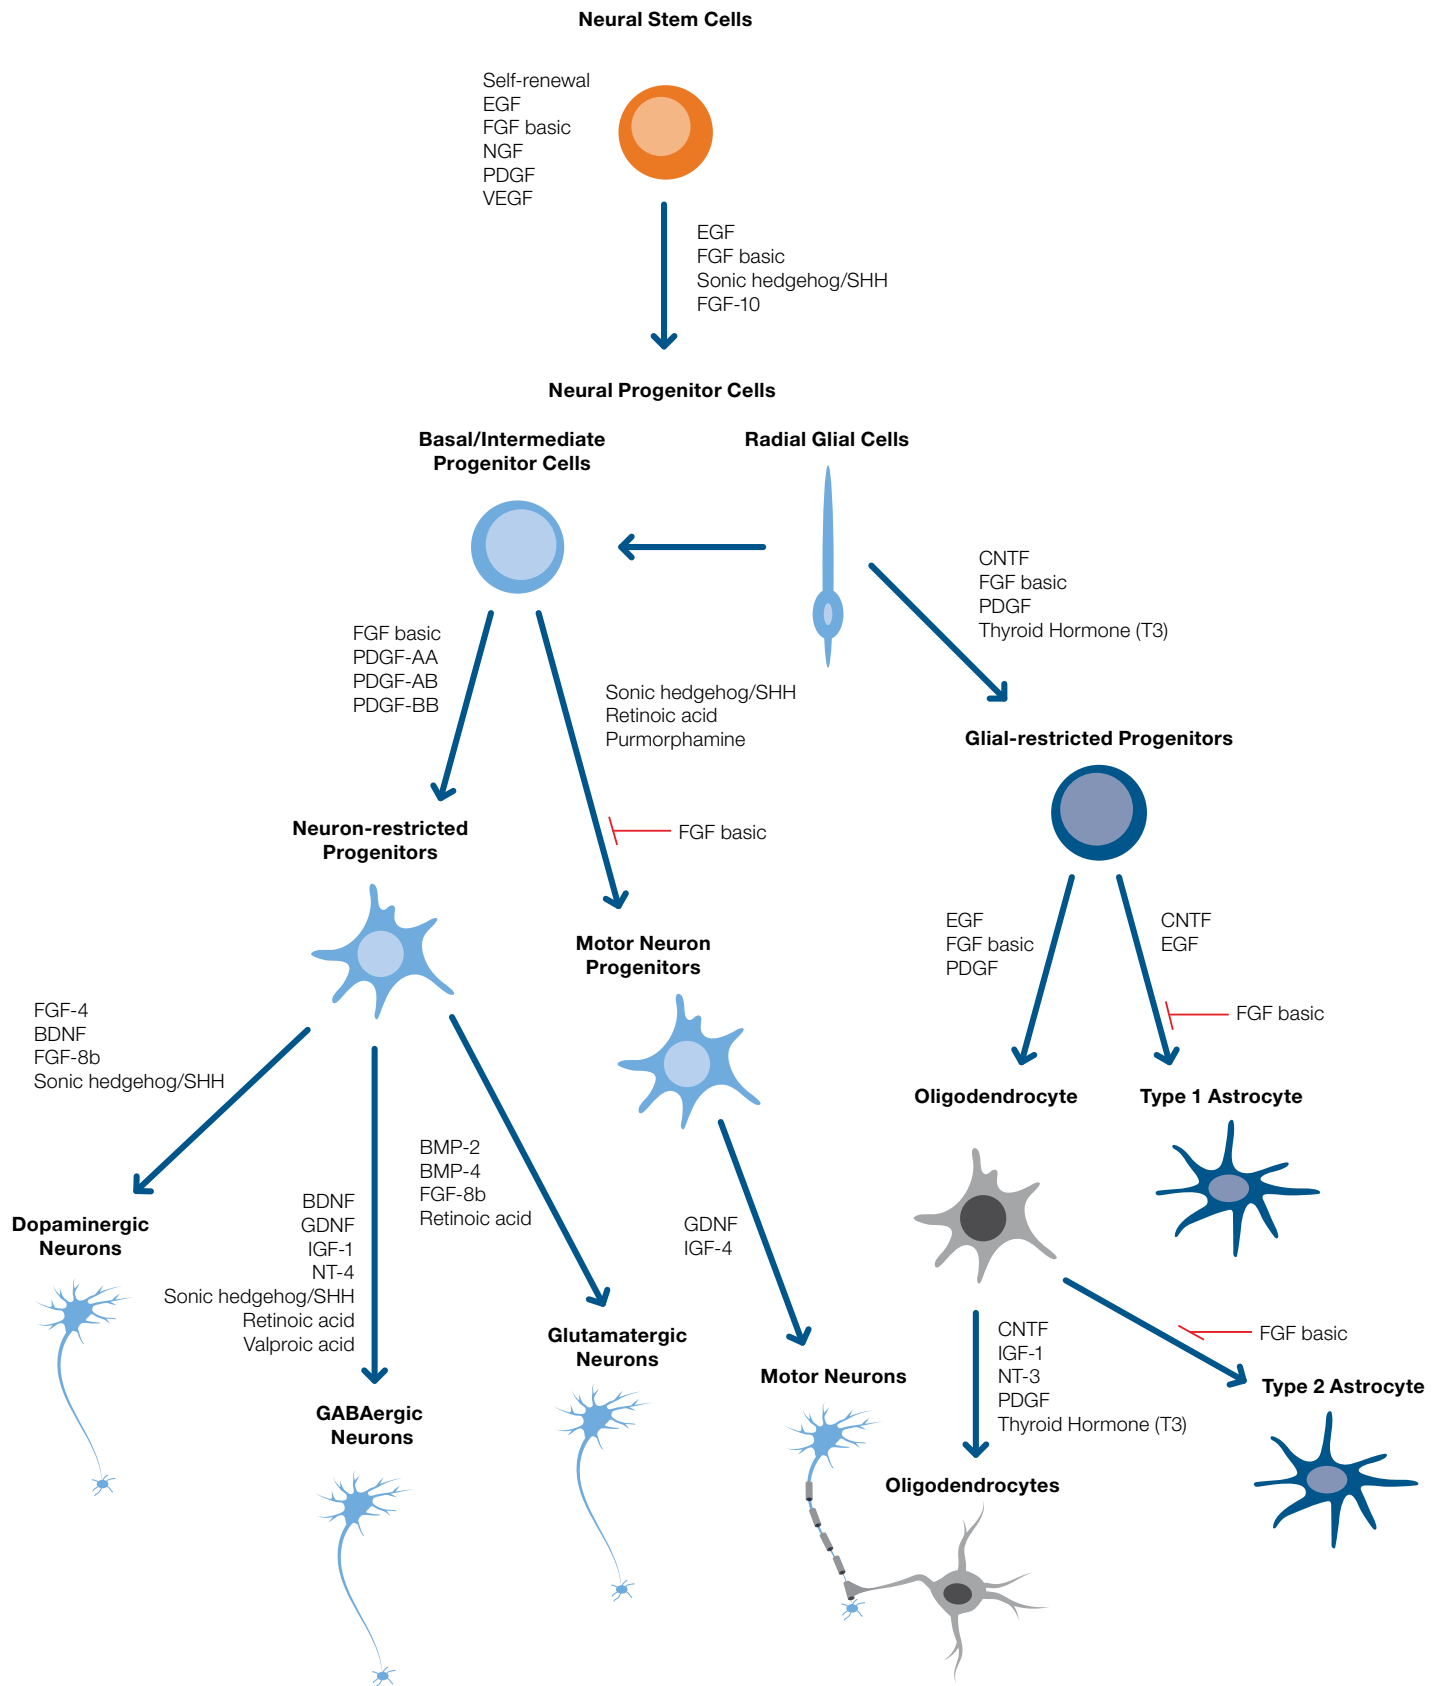 Neural Stem Cells
Self-renewal
EGF
FGF basic
NGF
PDGF
VEGF
EGF
FGF basic
Sonic hedgehog/SHH
FGF-10
Neural Progenitor Cells
Basal/Intermediate
Progenitor Cells
Radial Glial Cells
CNTF
FGF basic
PDGF
Thyroid Hormone (T3)
FGF basic
PDGF-AA
PDGF-AB
PDGF-BB
Sonic hedgehog/SHH
Retinoic acid
Purmorphamine
FGF basic
Glial-restricted Progenitors
Neuron-restricted
Progenitors
Motor Neuron
Progenitors
EGF
FGF basic
PDGF
CNTF
EGF
FGF basic
FGF-4
BDNF
FGF-8b
Sonic hedgehog/SHH
Oligodendrocyte
Type 1 Astrocyte
BMP-2
BMP-4
FGF-8b
Retinoic acid
BDNF
GDNF
IGF-1
NT-4
Sonic hedgehog/SHH
Retinoic acid
Valproic acid
GDNF
IGF-4
Dopaminergic
Neurons
Glutamatergic
Neurons
CNTF
IGF-1
NT-3
PDGF
Thyroid Hormone (T3)
FGF basic
Motor Neurons
Type 2 Astrocyte
GABAergic
Neurons
Oligodendrocytes